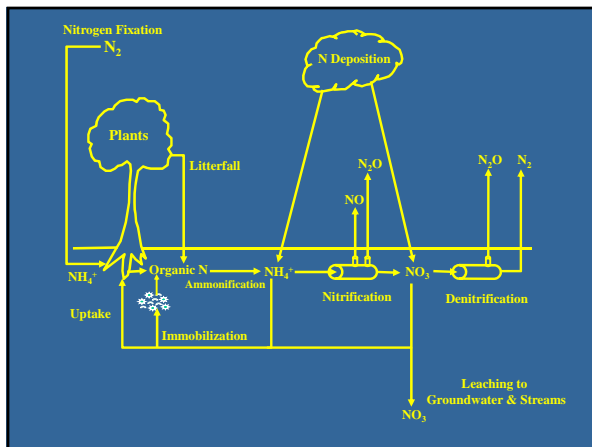 Nitrogen Fixation
N₂
N Deposition
Plants
Litterfall
N₂O
N₂O
N₂
NO
NH₄⁺
Organic N
Ammonification
NH₄⁺
Nitrification
NO₃
Denitrification
Uptake
Immobilization
Leaching to
Groundwater & Streams
NO₃